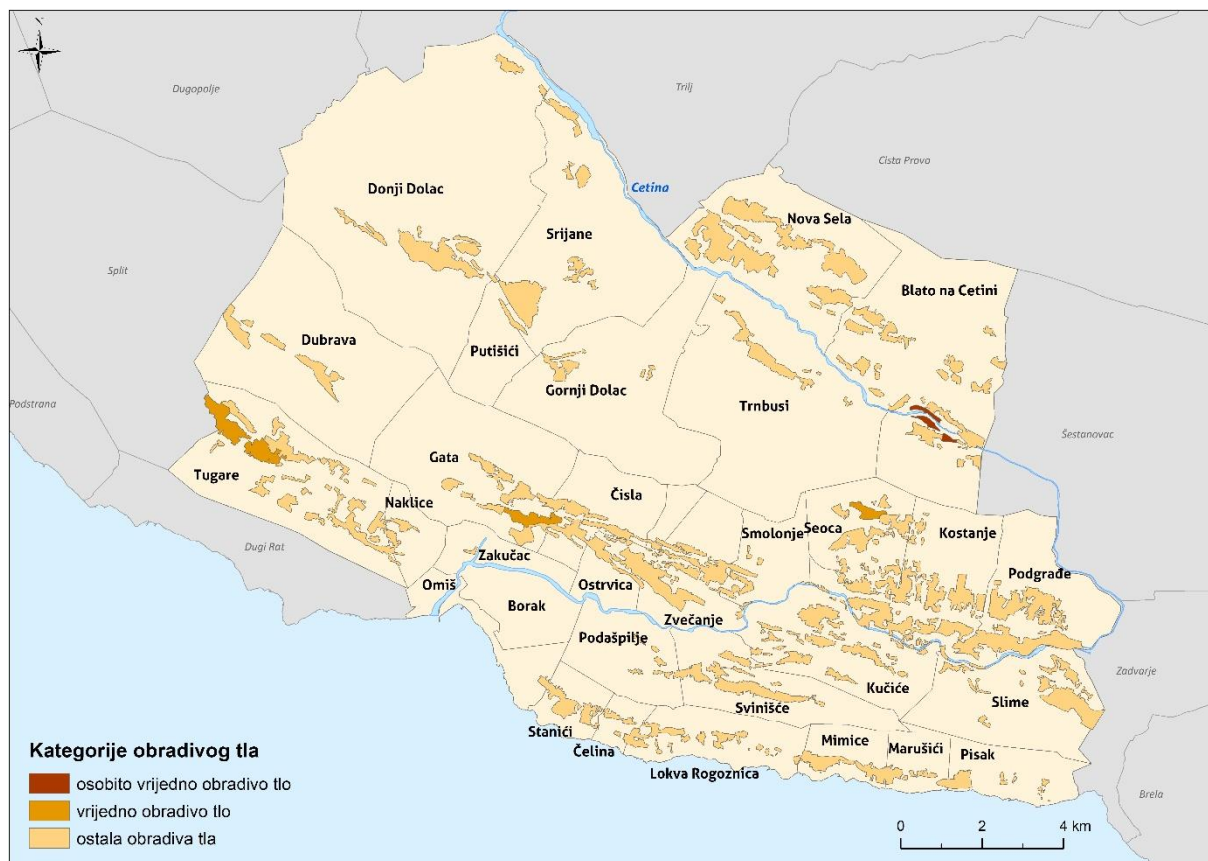 N
Dugopolje
Trilj
Cista Prova
Donji Dolac
Cetina
Nova Sela
Srijane
Split
Blato na Cetini
Dubrava
Putišići
Gornji Dolac
Podstrana
Trnbusi
Šestanovac
Gata
Čisla
Tugare
Naklice
Smolonje
Seoca
Kostanje
Dugi Rat
Zakučac
Podgrađe
Omiš
Ostrvica
Borak
Zvečanje
Podašpilje
Zadvarje
Kučiće
Slime
Svinišće
Stanići
Mimice
Marušići
Pisak
Čelina
Lokva Rogoznica
Brela
Kategorije obradivog tla
osobito vrijedno obradivo tlo
vrijedno obradivo tlo
ostala obradiva tla
0 2 4 km